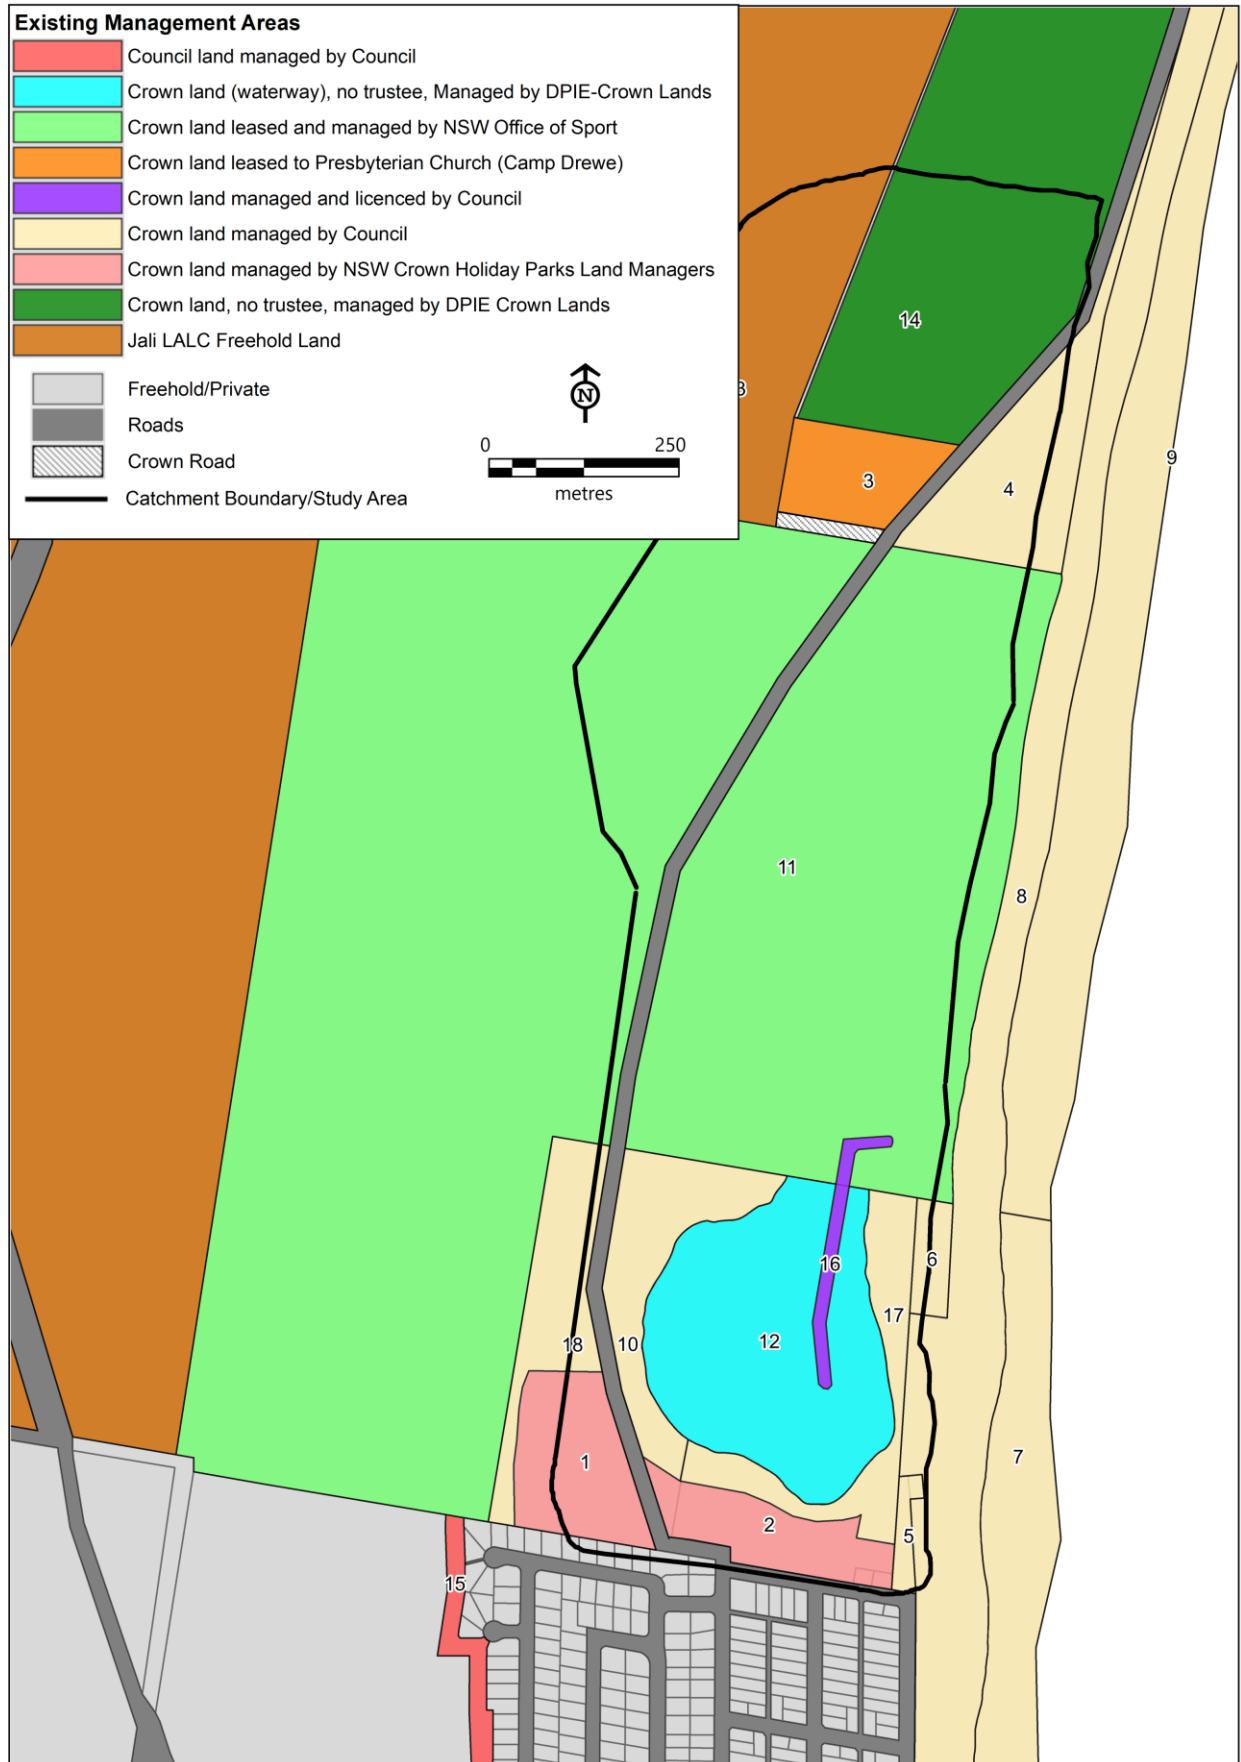 Existing Management Areas
Council land managed by Council
Crown land (waterway), no trustee, Managed by DPIE-Crown Lands
Crown land leased and managed by NSW Office of Sport
Crown land leased to Presbyterian Church (Camp Drewe)
Crown land managed and licenced by Council
Crown land managed by Council
Crown land managed by NSW Crown Holiday Parks Land Managers
Crown land, no trustee, managed by DPIE Crown Lands
Jali LALC Freehold Land
Freehold/Private
Roads
Crown Road
Catchment Boundary/Study Area
N
0 250
metres
14
9
3
4
11
8
16
6
17
12
18
10
1
7
2
5
15